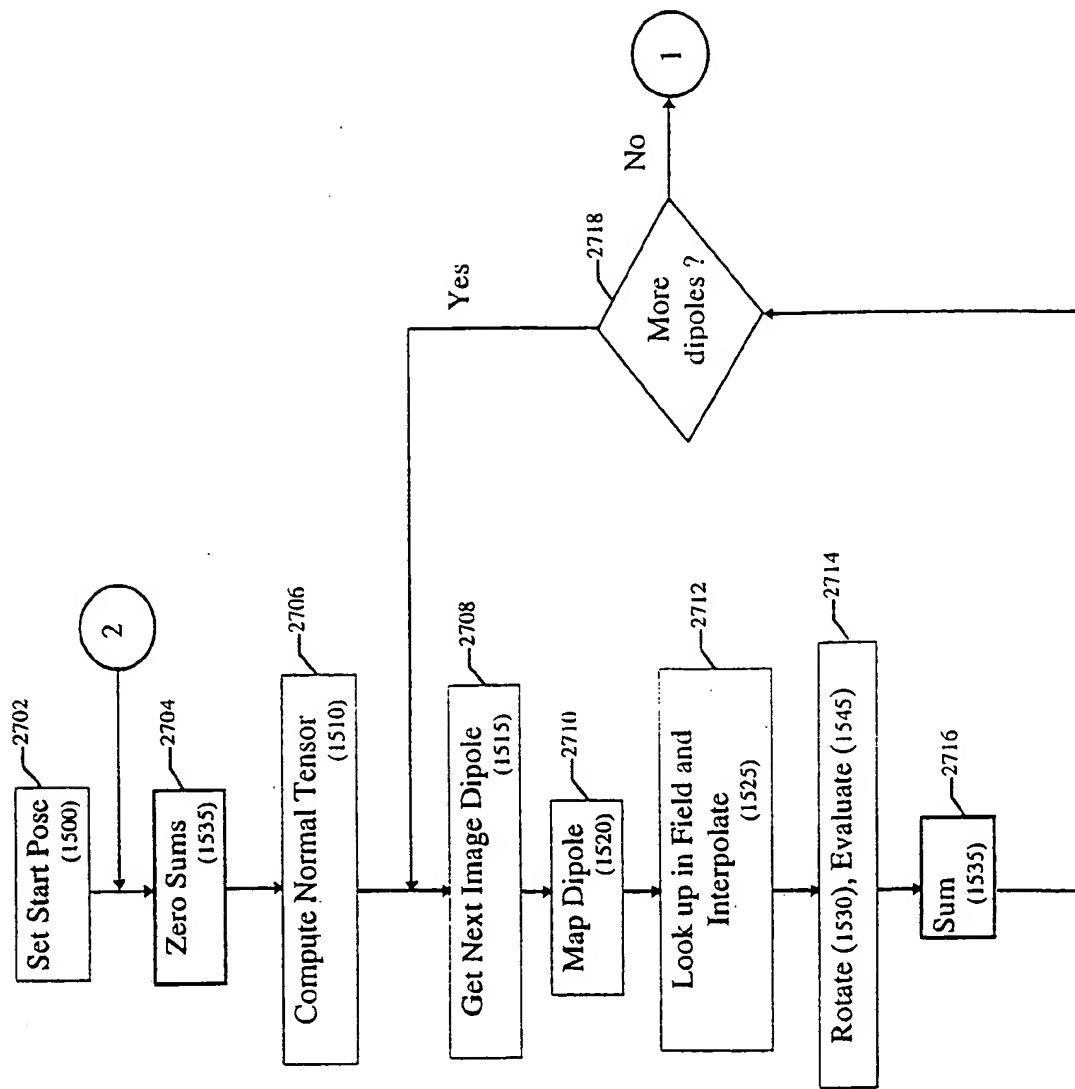 Set Start Pose
(1500)
2702
2
Zero Sums
(1535)
2704
Compute Normal Tensor
(1510)
2706
Get Next Image Dipole
(1515)
2708
Map Dipole
(1520)
2710
Look up in Field and
Interpolate
(1525)
2712
Rotate (1530), Evaluate (1545)
2714
Sum
(1535)
2716
More
dipoles ?
2718
Yes
No
1